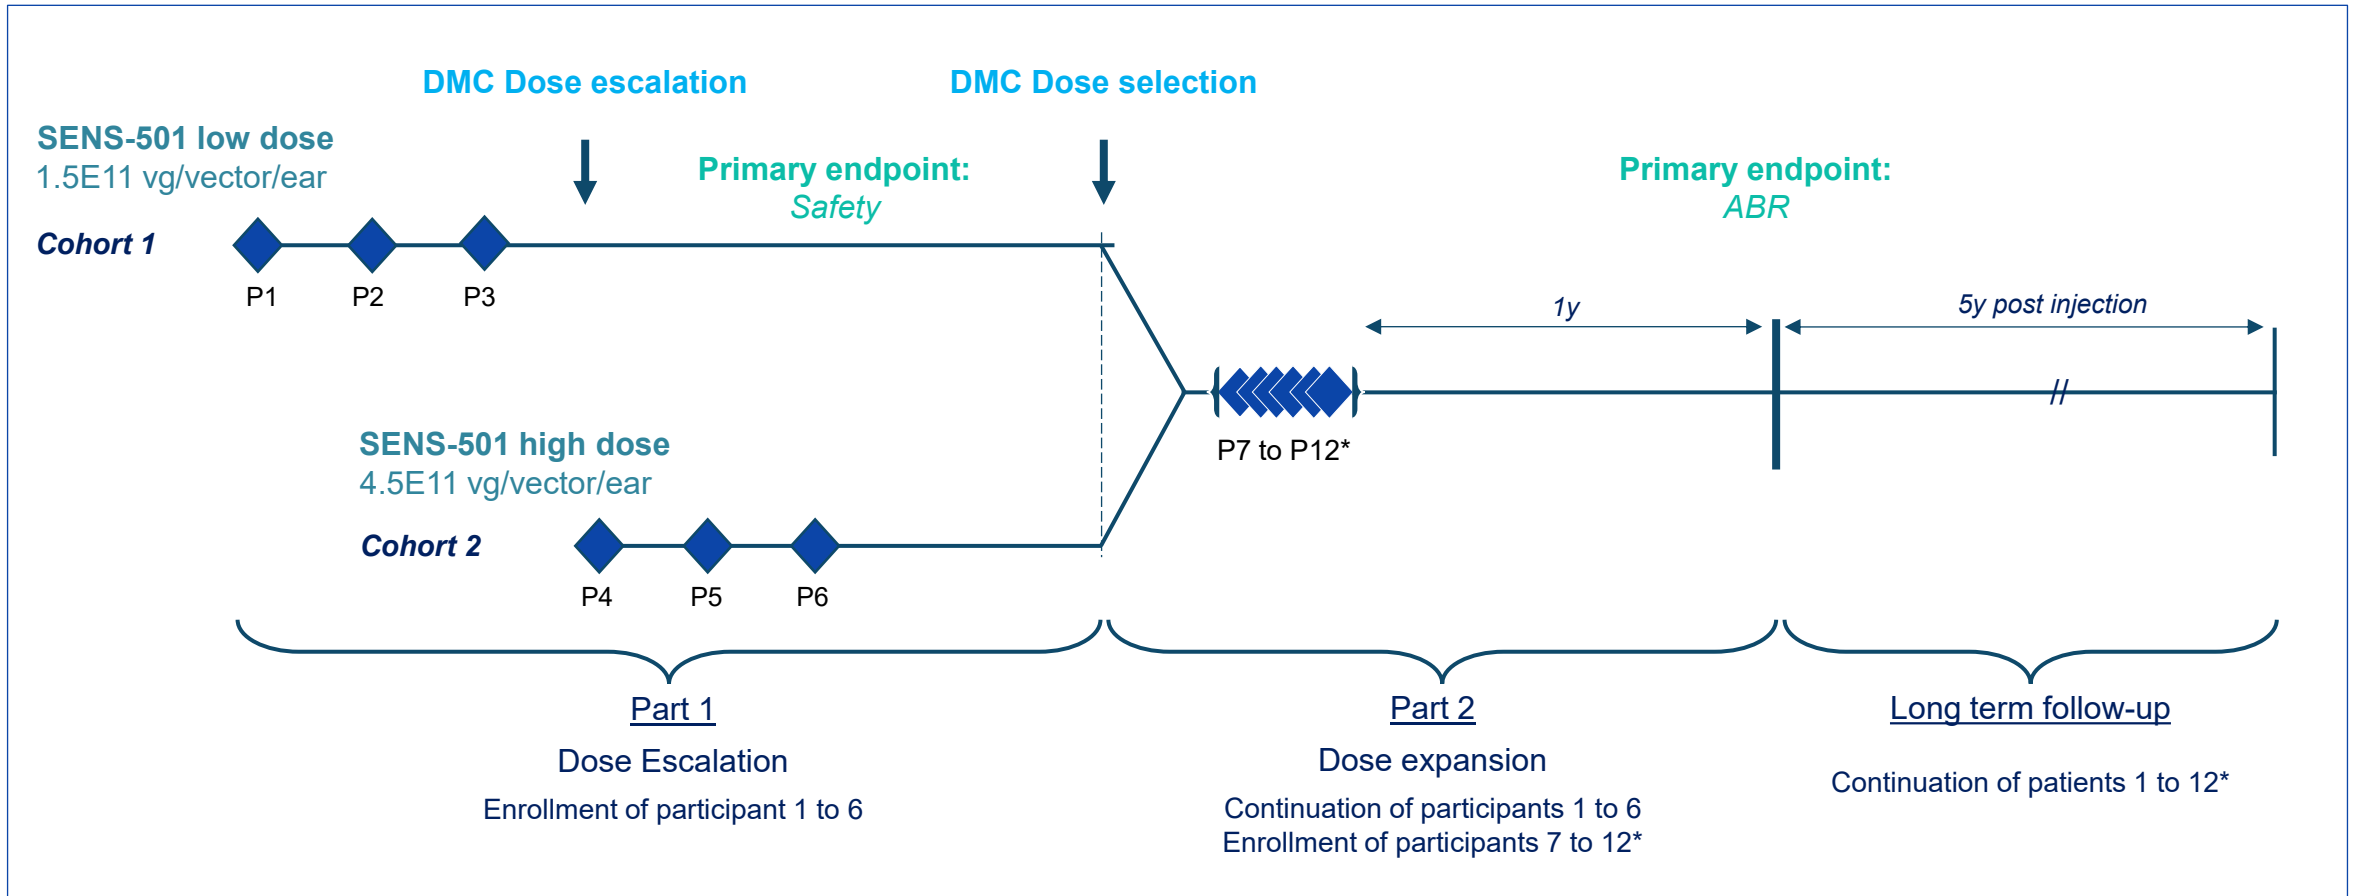 DMC Dose escalation
DMC Dose selection
SENS-501 low dose
1.5E11 vg/vector/ear
Primary endpoint:
Safety
Primary endpoint:
ABR
Cohort 1
P1
P2
P3
1y
5y post injection
//
P7 to P12*
SENS-501 high dose
4.5E11 vg/vector/ear
Cohort 2
P4
P5
P6
Part 1
Dose Escalation
Enrollment of participant 1 to 6
Part 2
Dose expansion
Continuation of participants 1 to 6
Enrollment of participants 7 to 12*
Long term follow-up
Continuation of patients 1 to 12*